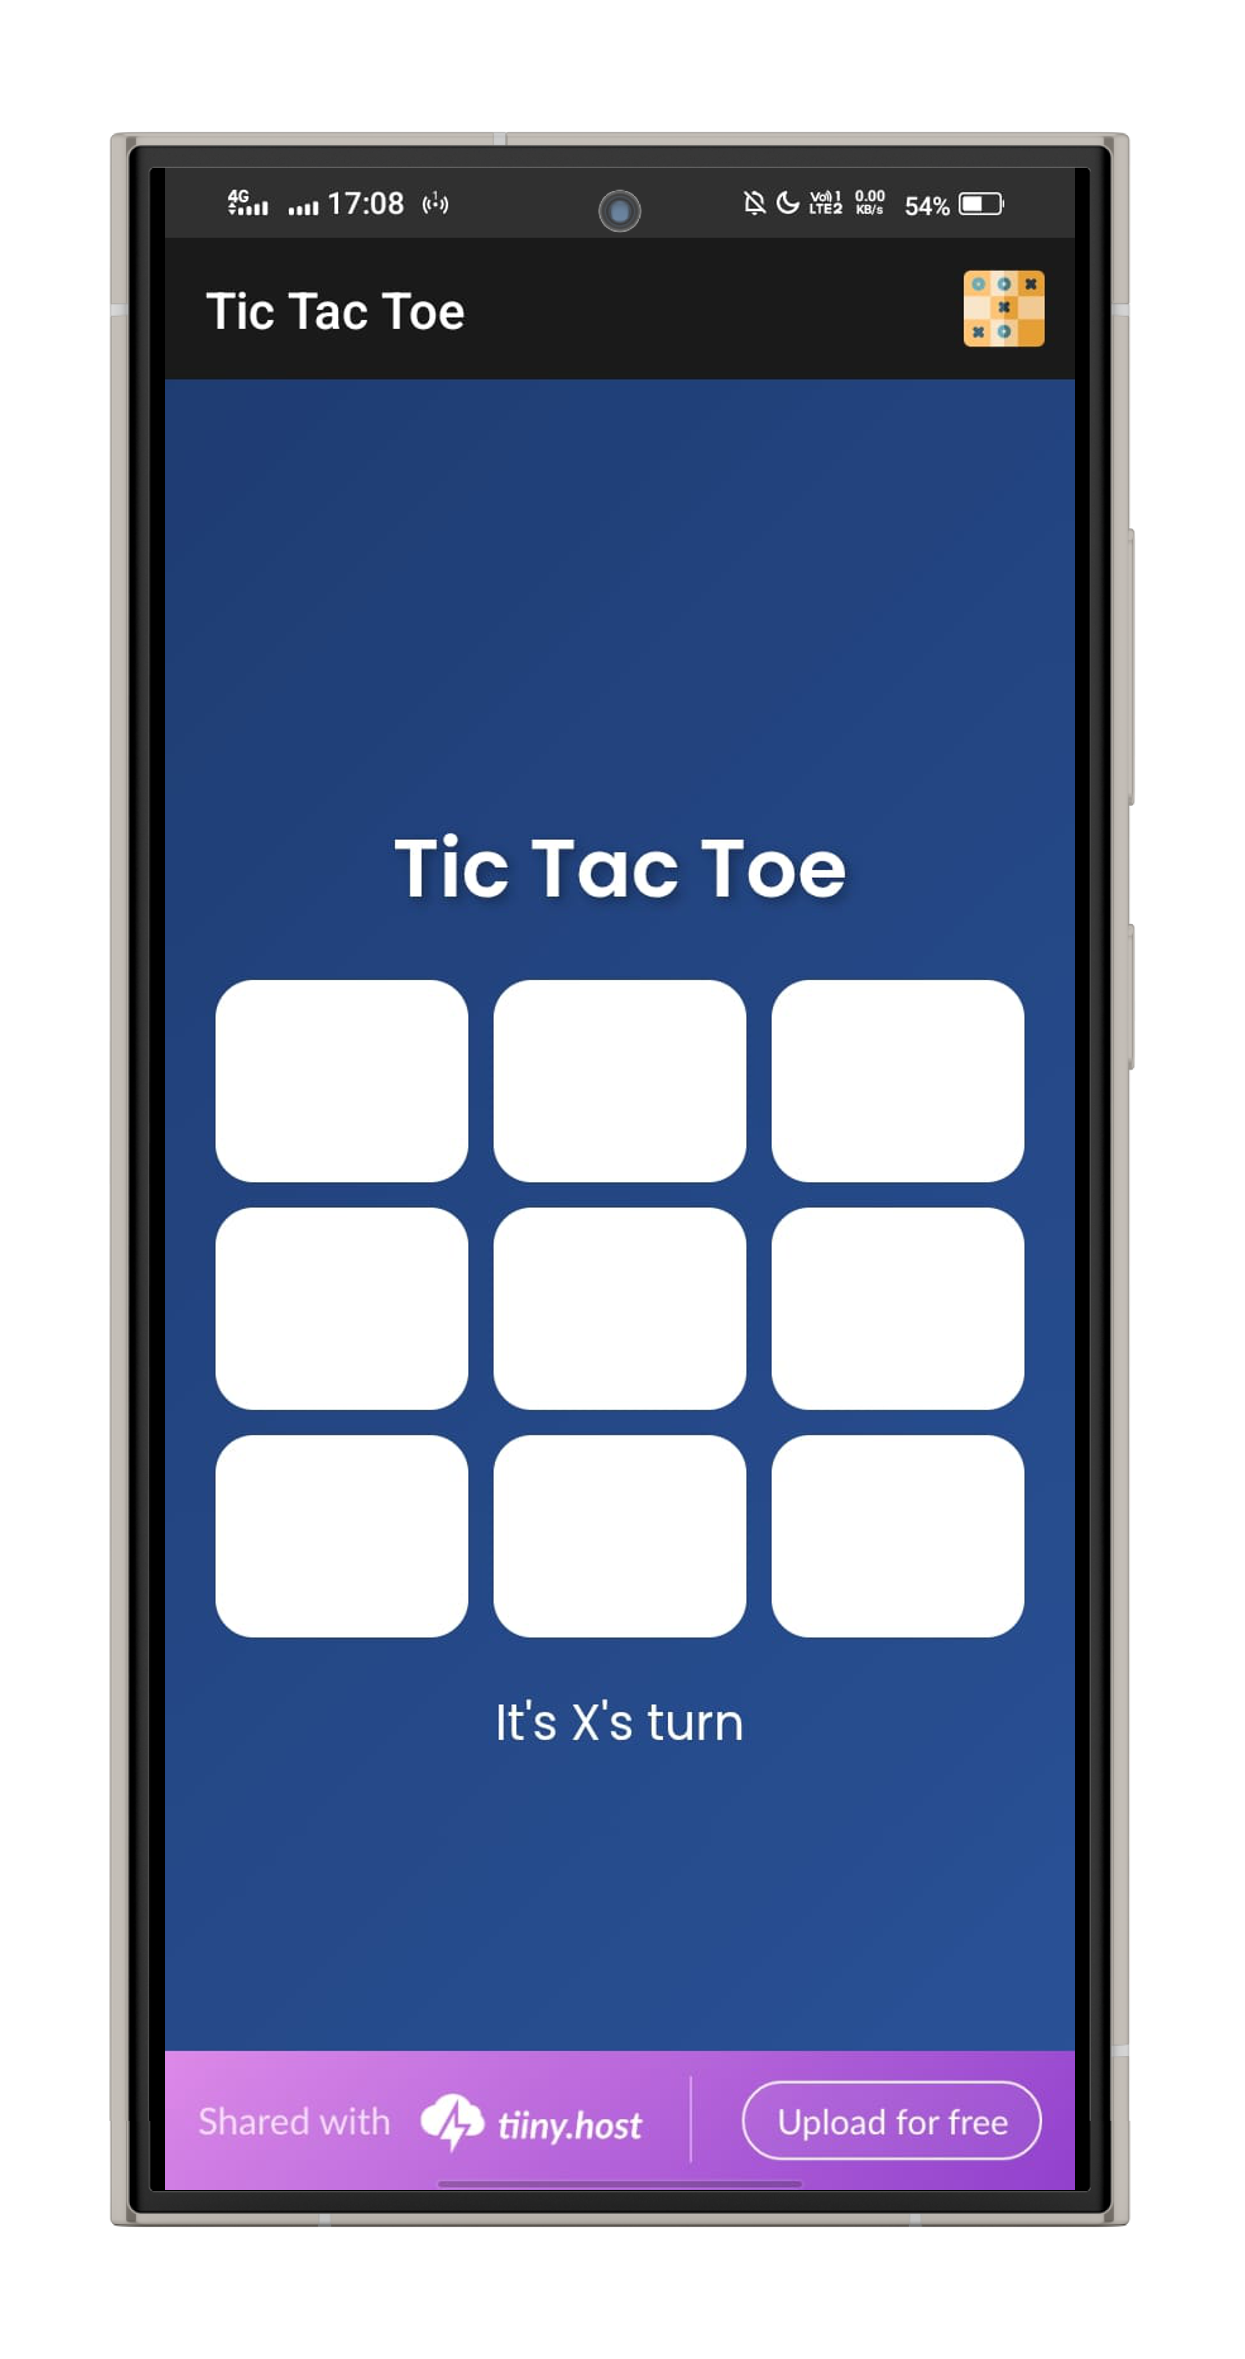 4G 17:08 Vo) 1 LTE2 0.00 KB/s 54%
Tic Tac Toe
Tic Tac Toe
It's X's turn
Shared with tiiny.host Upload for free